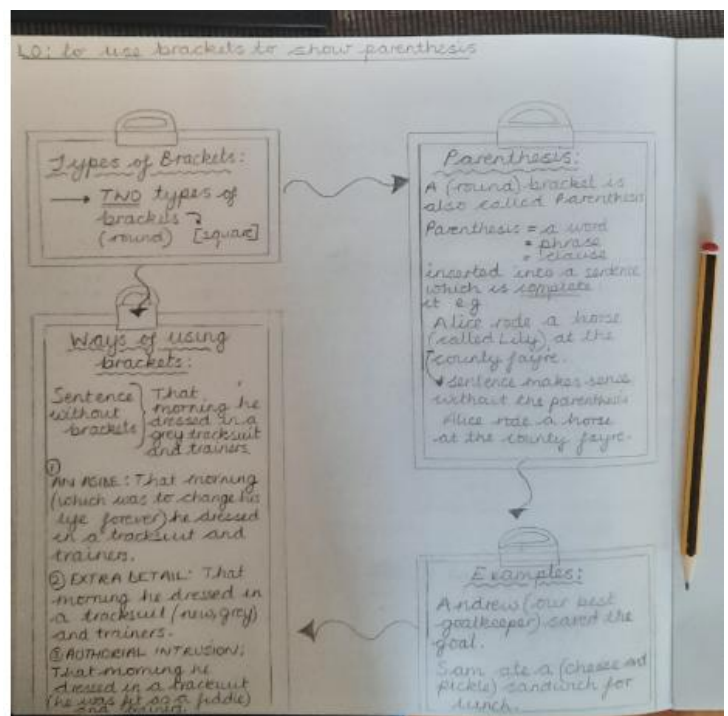 LO: to use brackets to show parenthesis
Types of Brackets:
→ TWO types of
brackets
(round) [square]
Parenthesis:
A (round) bracket is
also called Parenthesis
Parenthesis = a word
= phrase
= clause
inserted into a sentence
which is complete
it e.g
Alice rode a horse
(called Lily) at the
county fayre.
sentence makes sense
without the parenthesis
Alice rode a horse
at the county fayre.
Examples:
Andrew (our best
goalkeeper) saved the
goal.
Sam ate a (cheese and
pickle) sandwich for
lunch.
Ways of using
brackets:
Sentence
without
brackets
That
morning he
dressed in a
grey tracksuit
and trainers.
①
AN ASIDE: That morning
(which was to change his
life forever) he dressed
in a tracksuit and
trainers.
② EXTRA DETAIL: That
morning he dressed in
a tracksuit (new, grey)
and trainers.
③ AUTHORIAL INTRUSION:
That morning he
dressed in a tracksuit
(he was fit as a fiddle)
and trainers.